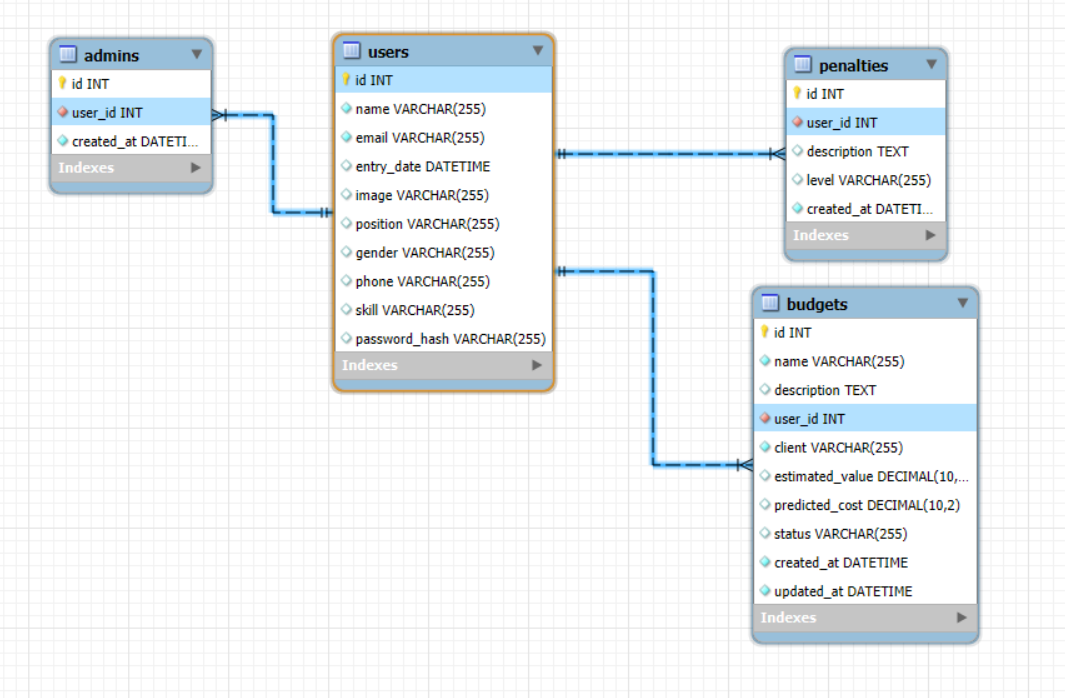 admins
id INT
user_id INT
created_at DATETI...
Indexes
users
id INT
name VARCHAR(255)
email VARCHAR(255)
entry_date DATETIME
image VARCHAR(255)
position VARCHAR(255)
gender VARCHAR(255)
phone VARCHAR(255)
skill VARCHAR(255)
password_hash VARCHAR(255)
Indexes
penalties
id INT
user_id INT
description TEXT
level VARCHAR(255)
created_at DATETI...
Indexes
budgets
id INT
name VARCHAR(255)
description TEXT
user_id INT
client VARCHAR(255)
estimated_value DECIMAL(10,...
predicted_cost DECIMAL(10,2)
status VARCHAR(255)
created_at DATETIME
updated_at DATETIME
Indexes